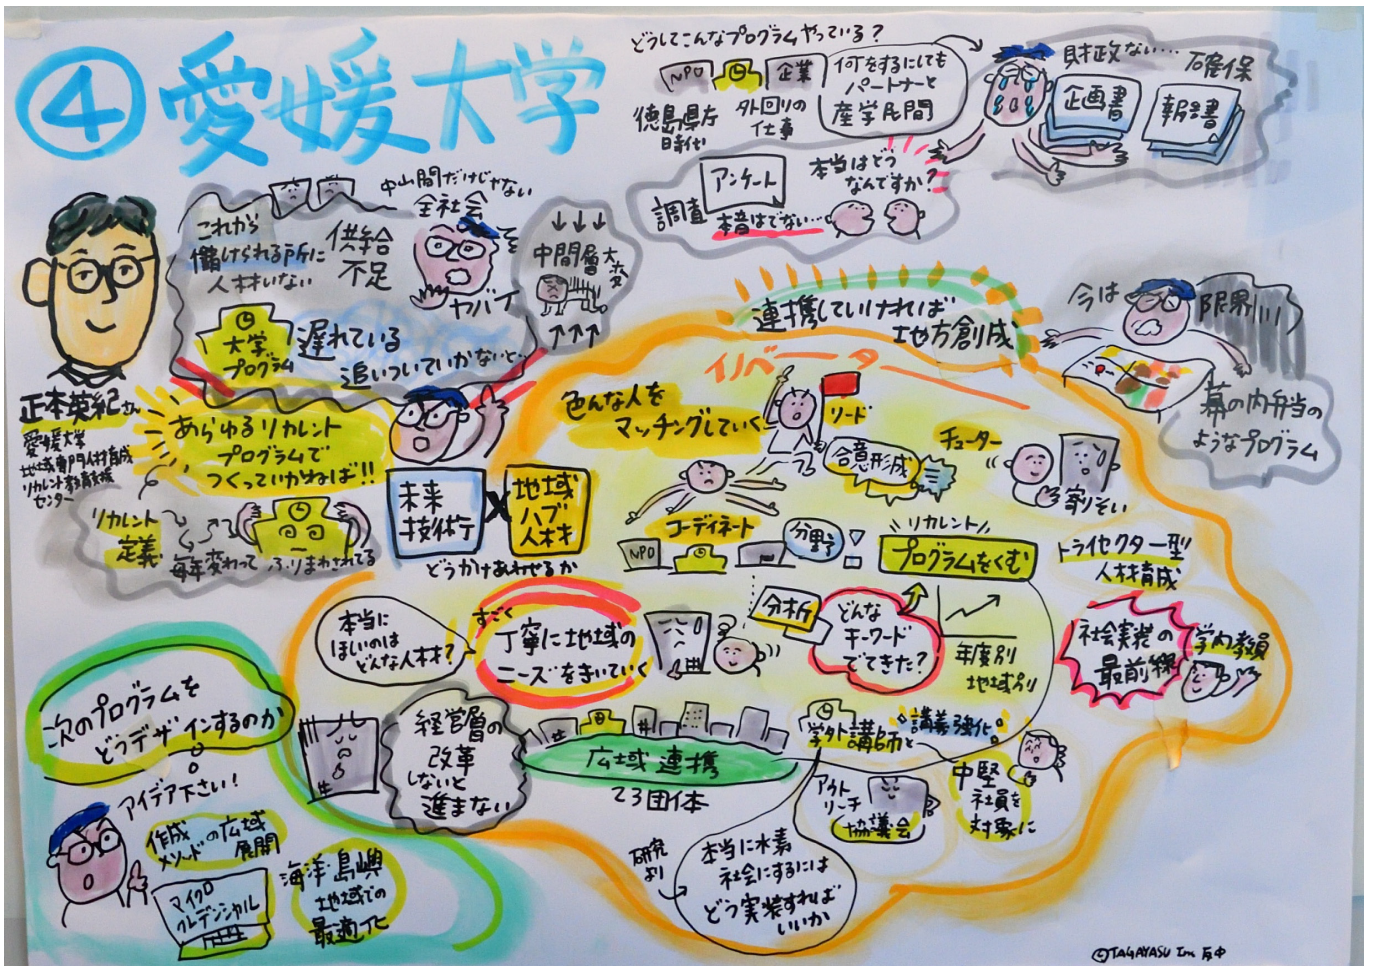 ④愛媛大学
どうしてこんなプログラムやっている?
NPO
企業
徳島県庁
時代
外回りの
仕事
何をするにしても
パートナーと
産学民間
財政ない…
企画書
報告書
調査
アンケート
本音はでない…
本当はどう
なんですか?
中山間だけじゃない
全社会
これから
儲けられる所に
人材いない
供給
不足
ヤバイ
中間層大変
大学
プログラム
遅れている
追いついていかないと…
正本英紀さん
愛媛大学
地域専門人材育成
リカレント教育支援
センター
あらゆるリカレント
プログラムで
つくっていかねば!!
リカレント
定義
毎年変わって
ふりまわされてる
未来
技術庁
×
地域
ハブ
人材
どうかけあわせるか
連携していければ
地方創成
イノベーター
今は
限界
幕の内弁当の
ようなプログラム
色んな人を
マッチングしていく
リード
合意形成
チューター
寄りそい
コーディネート
NPO
分野
リカレント
プログラムをくむ
トライセクター型
人材育成
本当に
ほしいのは
どんな人材?
すごく
丁寧に地域の
ニーズをきいていく
分析
どんな
キーワード
でできた?
年度別
地域別
社会実装の
最前線
学内教員
次のプログラムを
どうデザインするのか
経営層の
改革
しないと
進まない
広域連携
23団体
学外講師と
講義強化
アウト
リーチ
協議会
中堅
社員を
対象に
アイデア下さい!
作成
メソッドの広域
展開
マイクロ
クレデンシャル
海洋島嶼
地域での
最適化
研究
より
本当に水素
社会にするには
どう実装すれば
いいか
©TAGAYASU Inc.